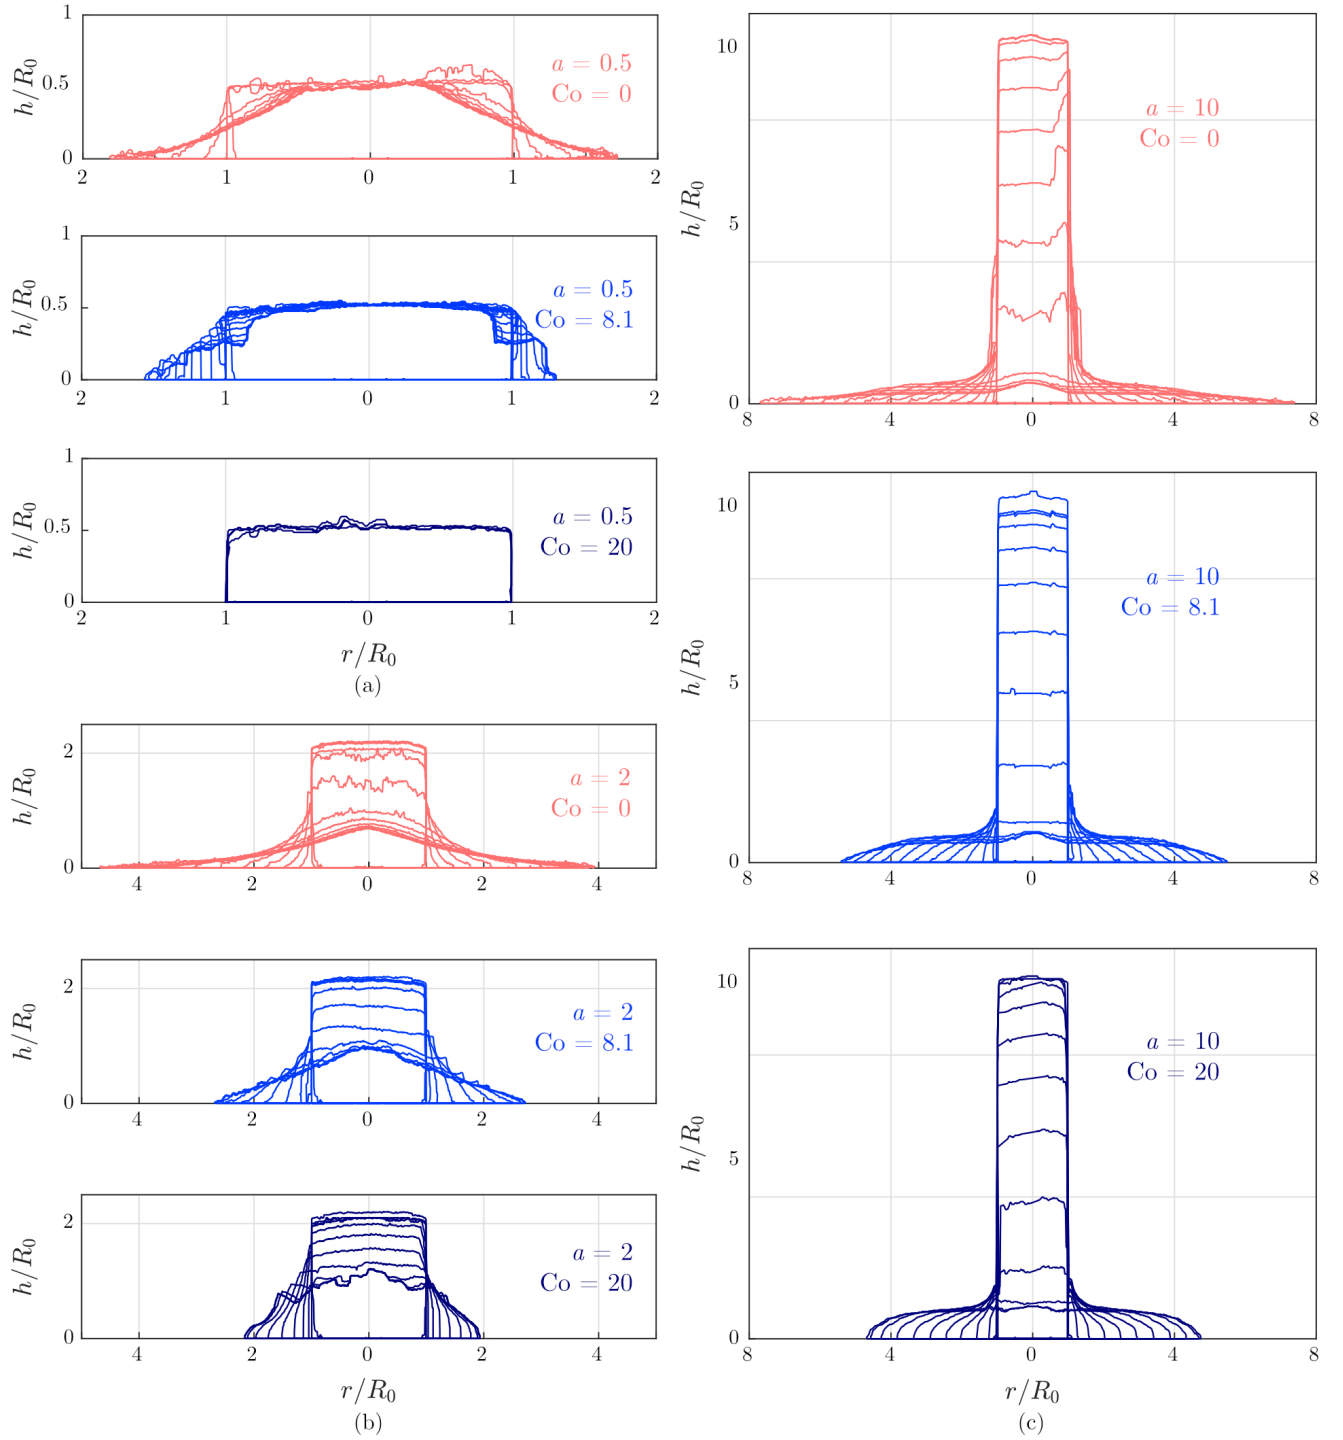 1
h/R₀
0.5
0
a = 0.5
Co = 0
2 1 0 1 2
1
h/R₀
0.5
0
a = 0.5
Co = 8.1
2 1 0 1 2
1
h/R₀
0.5
0
a = 0.5
Co = 20
2 1 0 1 2
r/R₀
(a)
2
h/R₀
0
a = 2
Co = 0
4 2 0 2 4
2
h/R₀
0
a = 2
Co = 8.1
4 2 0 2 4
2
h/R₀
0
a = 2
Co = 20
4 2 0 2 4
r/R₀
(b)
10
h/R₀
5
0
a = 10
Co = 0
8 4 0 4 8
10
h/R₀
5
0
a = 10
Co = 8.1
8 4 0 4 8
10
h/R₀
5
0
a = 10
Co = 20
8 4 0 4 8
r/R₀
(c)